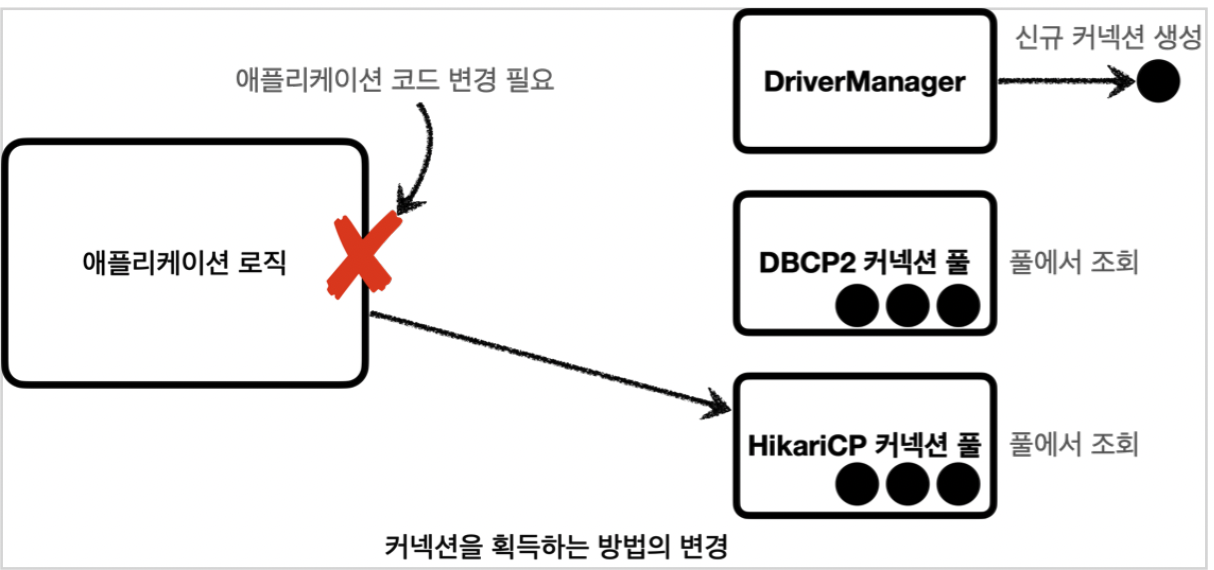 신규 커넥션 생성
애플리케이션 코드 변경 필요
DriverManager
애플리케이션 로직
DBCP2 커넥션 풀
풀에서 조회
HikariCP 커넥션 풀
풀에서 조회
커넥션을 획득하는 방법의 변경